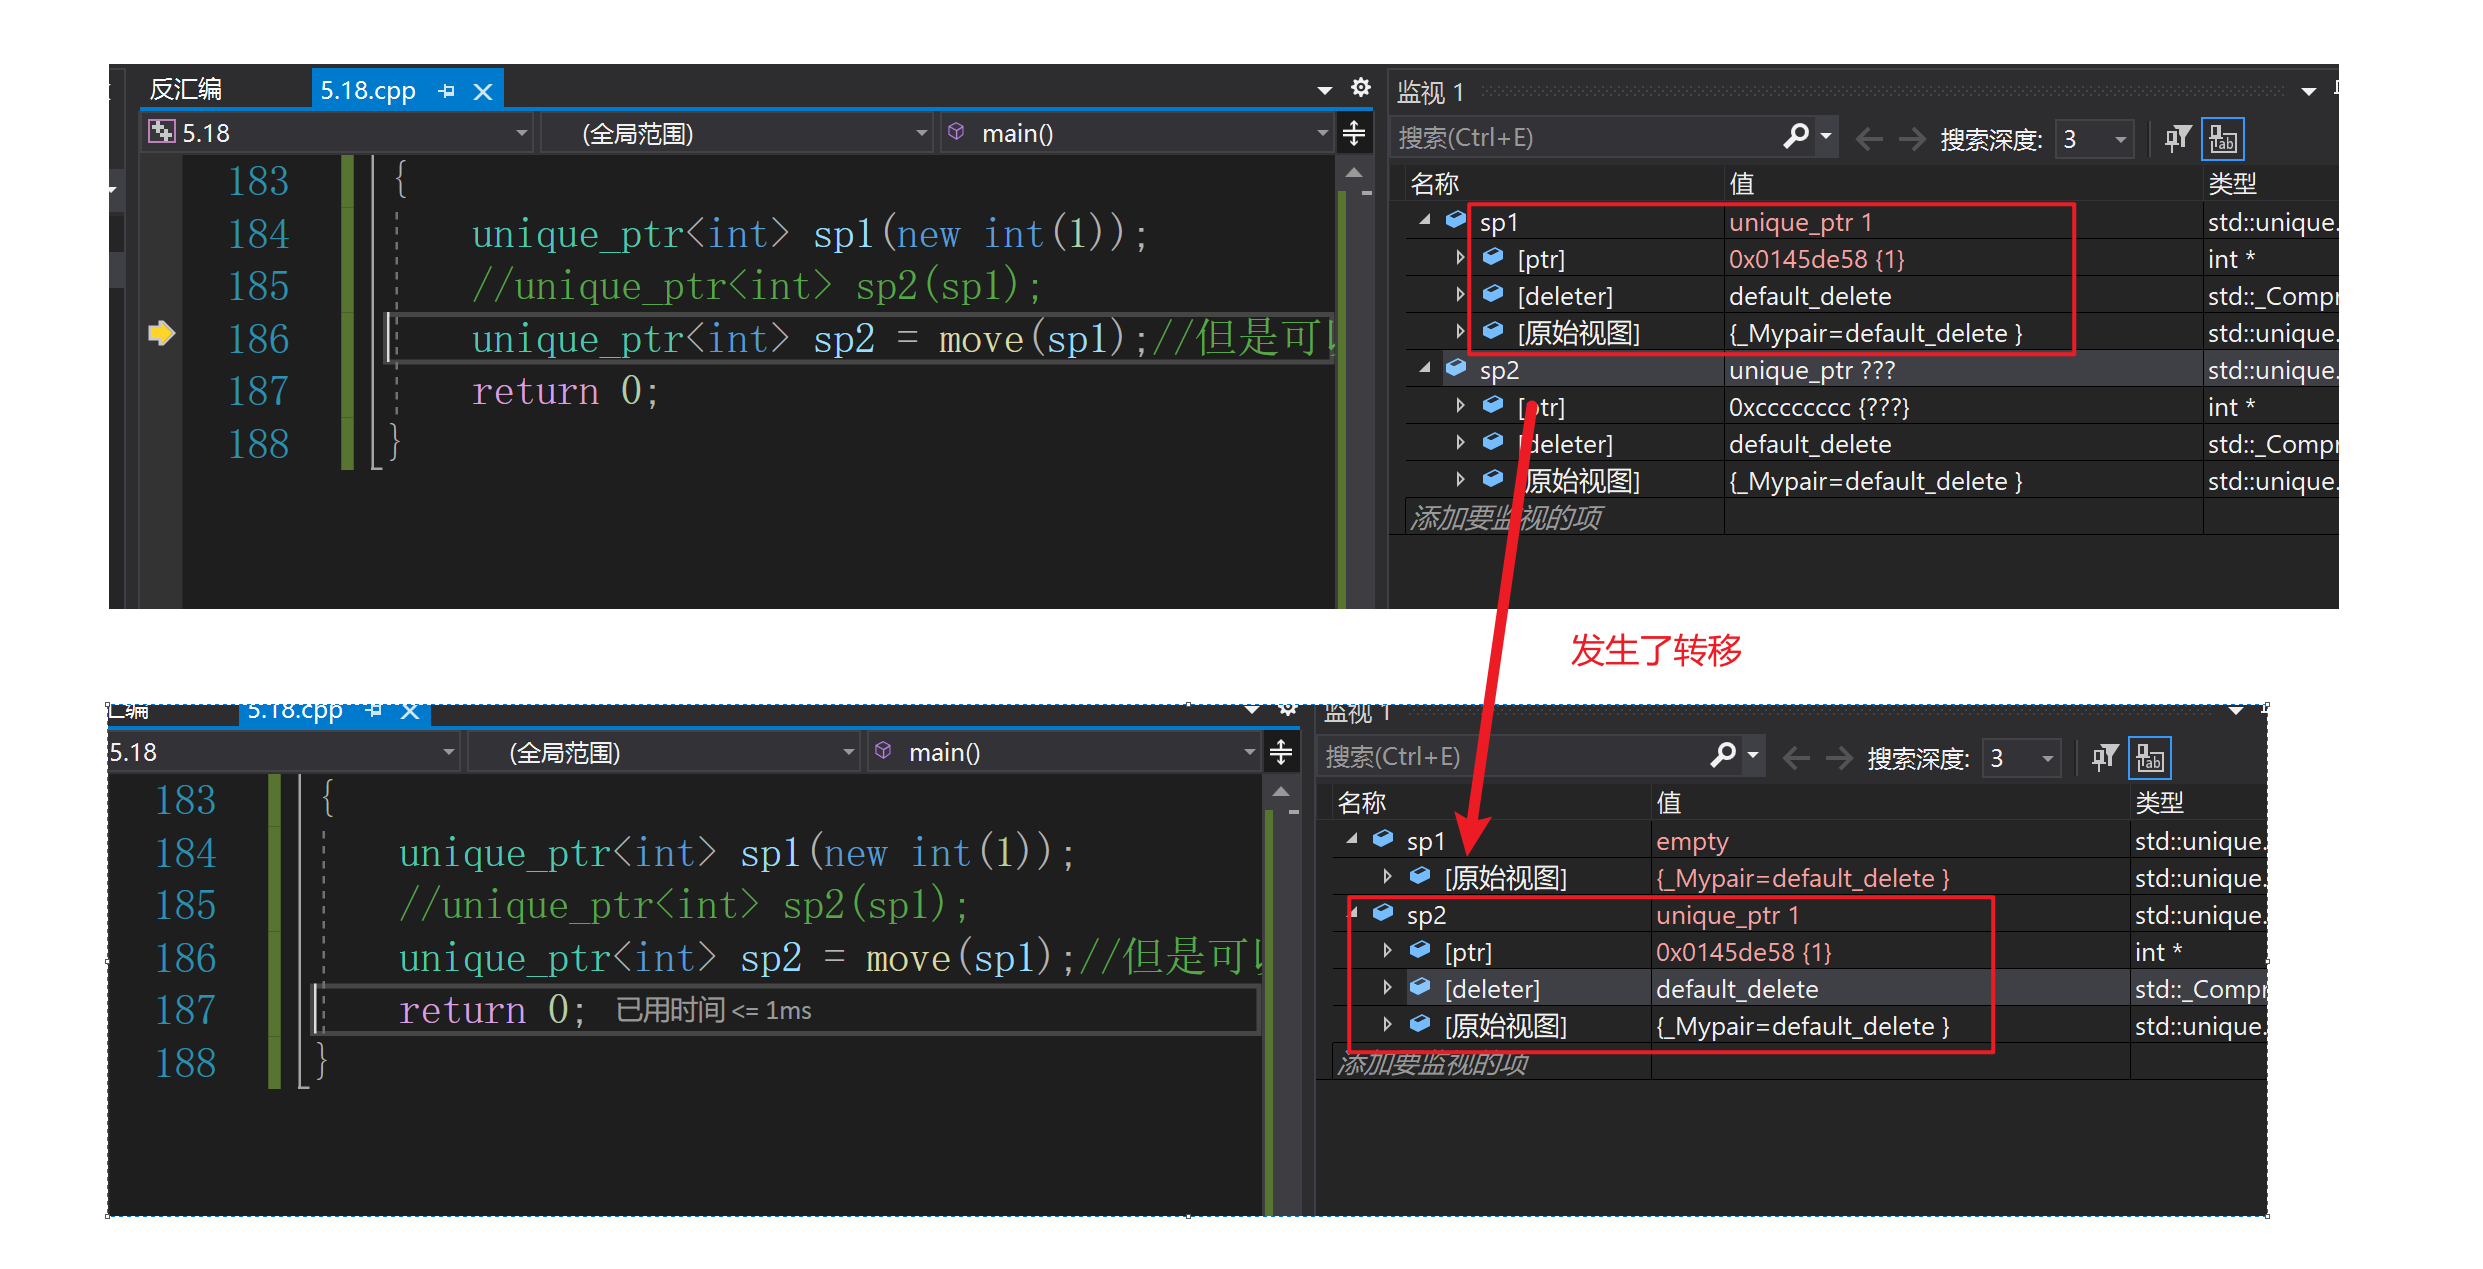 反汇编 5.18.cpp
5.18 (全局范围) main()
183 {
184 unique_ptr<int> sp1(new int(1));
185 //unique_ptr<int> sp2(sp1);
186 unique_ptr<int> sp2 = move(sp1);//但是可
187 return 0;
188 }
监视 1
搜索(Ctrl+E) 搜索深度: 3
名称 值 类型
sp1 unique_ptr 1 std::unique.
[ptr] 0x0145de58 {1} int *
[deleter] default_delete std::_Compr
[原始视图] {_Mypair=default_delete } std::unique.
sp2 unique_ptr ??? std::unique.
[ptr] 0xcccccccc {???} int *
[deleter] default_delete std::_Compr
[原始视图] {_Mypair=default_delete } std::unique.
添加要监视的项
发生了转移
汇编 5.18.cpp
5.18 (全局范围) main()
183 {
184 unique_ptr<int> sp1(new int(1));
185 //unique_ptr<int> sp2(sp1);
186 unique_ptr<int> sp2 = move(sp1);//但是可
187 return 0; 已用时间 <= 1ms
188 }
监视 1
搜索(Ctrl+E) 搜索深度: 3
名称 值 类型
sp1 empty std::unique.
[原始视图] {_Mypair=default_delete } std::unique.
sp2 unique_ptr 1 std::unique.
[ptr] 0x0145de58 {1} int *
[deleter] default_delete std::_Compr
[原始视图] {_Mypair=default_delete } std::unique.
添加要监视的项